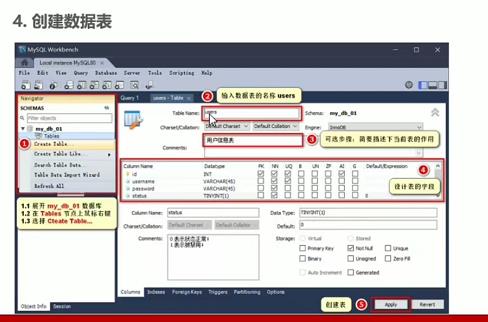 4. 创建数据表
MySQL Workbench
Local instance MySQL80
File Edit View Query Database Server Tools Scripting Help
Navigator
SCHEMAS
Filter objects
my_db_01
Tables
1
Create Table...
Create Table Like...
Search Table Data...
Table Data Import Wizard
Refresh All
1.1 展开 my_db_01 数据库
1.2 在 Tables 节点上鼠标右键
1.3 选择 Cteate Table...
Object Info Session
Query 1 users - Table
2 输入数据表的名称 users
Table Name: users Schema: my_db_01
Charset/Collation: Default Charset Default Collation Engine: InnoDB
Comments: 用户信息表
3 可选步骤:简要描述下当前表的作用
Column Name Datatype PK NN UQ B UN ZF AI G Default/Expression
id INT
username VARCHAR(45)
password VARCHAR(45)
status TINYINT(1) 0
4 设计表的字段
Column Name: status Data Type: TINYINT(1)
Charset/Collation: Default Charset Default Collation Default: 0
Comments: 0 表示状态正常;
Storage: Virtual Stored
Primary Key Not Null Unique
Binary Unsigned Zero Fill
Auto Increment Generated
Columns Indexes Foreign Keys Triggers Partitioning Options
创建表 5 Apply Revert